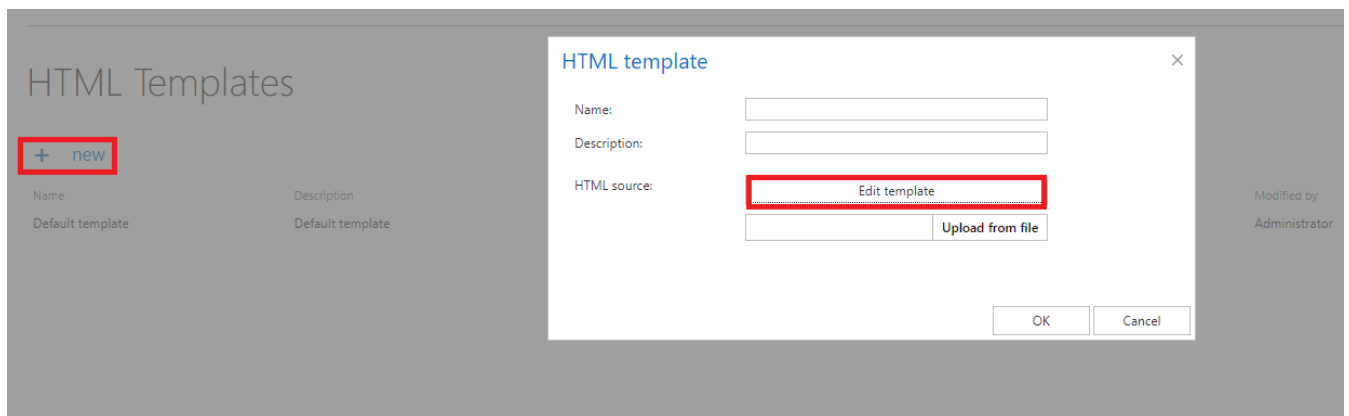 HTML Templates
+ new
Name Description Modified by
Default template Default template Administrator
HTML template
Name:
Description:
HTML source: Edit template
Upload from file
OK Cancel